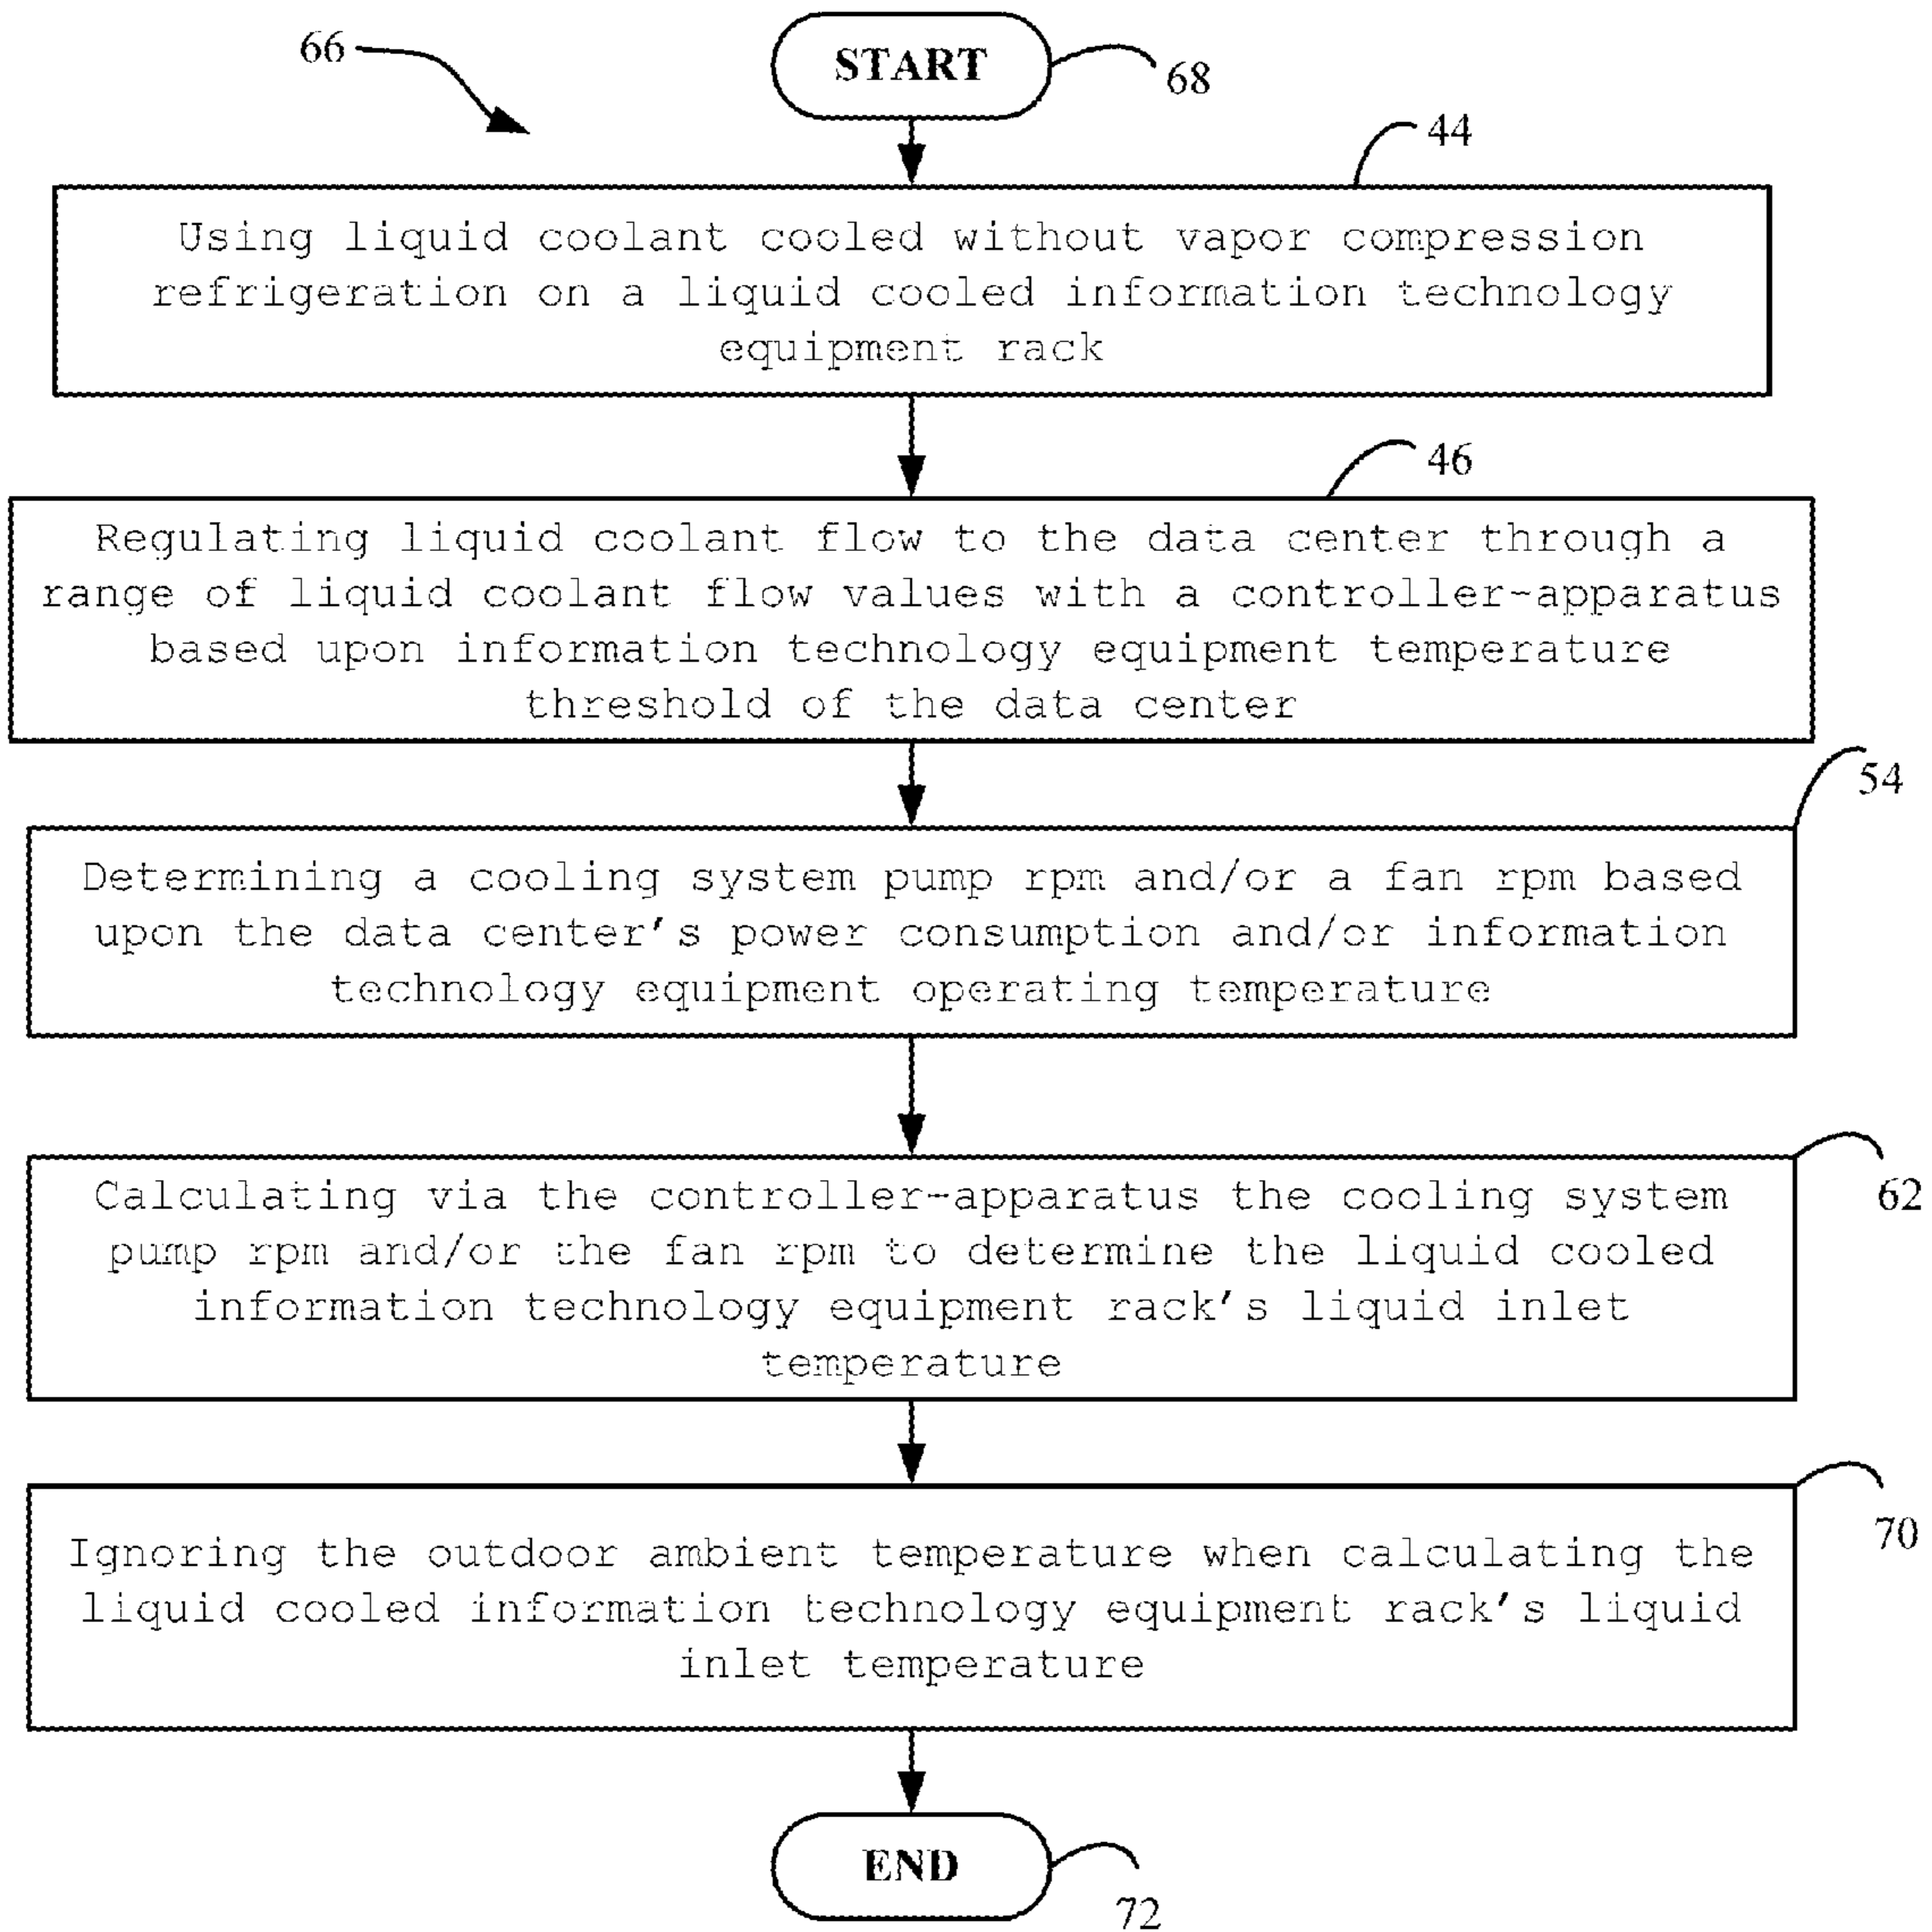 66
START
68
44
Using liquid coolant cooled without vapor compression
refrigeration on a liquid cooled information technology
equipment rack
46
Regulating liquid coolant flow to the data center through a
range of liquid coolant flow values with a controller-apparatus
based upon information technology equipment temperature
threshold of the data center
54
Determining a cooling system pump rpm and/or a fan rpm based
upon the data center's power consumption and/or information
technology equipment operating temperature
62
Calculating via the controller-apparatus the cooling system
pump rpm and/or the fan rpm to determine the liquid cooled
information technology equipment rack's liquid inlet
temperature
70
Ignoring the outdoor ambient temperature when calculating the
liquid cooled information technology equipment rack's liquid
inlet temperature
END
72